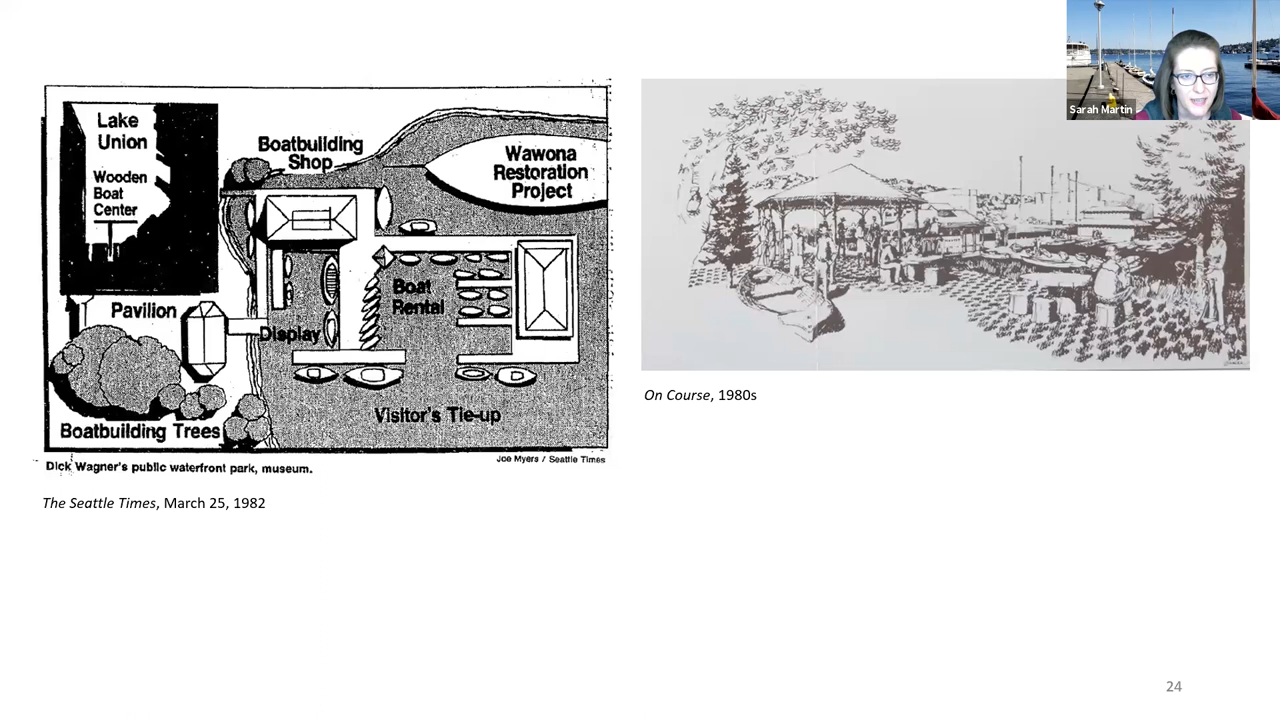 Sarah Martin
Lake
Union
Wooden
Boat
Center
Boatbuilding
Shop
Wawona
Restoration
Project
Pavilion
Boat
Rental
Display
Visitor's Tie-up
Boatbuilding Trees
Joe Myers / Seattle Times
Dick Wagner's public waterfront park, museum.
The Seattle Times, March 25, 1982
On Course, 1980s
24